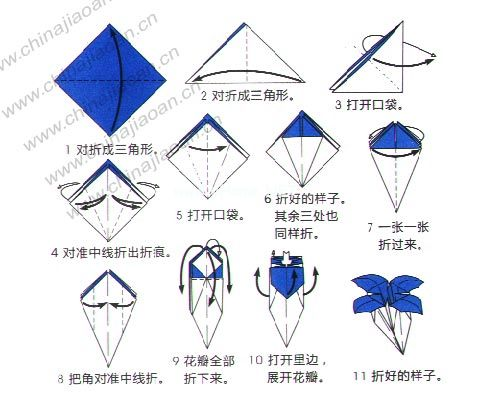 www.chinajiaoan.cn
www.chinajiaoan.cn
www.chinajiaoan.cn
1 对折成三角形。
2 对折成三角形。
3 打开口袋。
4 对准中线折出折痕。
5 打开口袋。
6 折好的样子。
其余三处也
同样折。
7 一张一张
折过来。
8 把角对准中线折。
9 花瓣全部
折下来。
10 打开里边，
展开花瓣。
11 折好的样子。